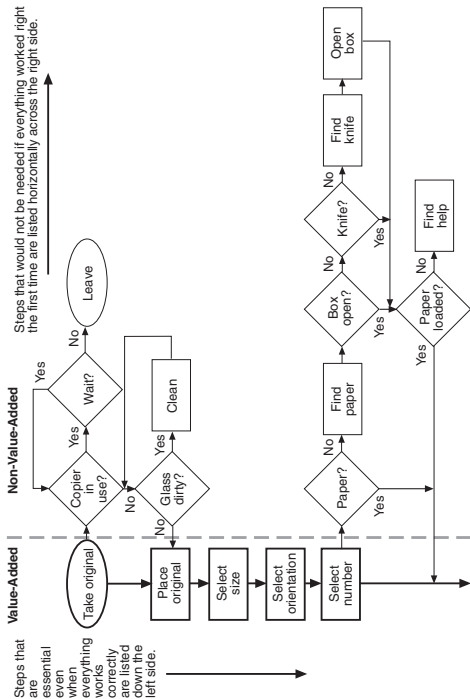 Value-Added
Non-Value-Added
Steps that would not be needed if everything worked right
the first time are listed horizontally across the right side.
Steps that
are
essential
even
when
everything
works
correctly
are listed
down the
left side.
Take original
Copier
in
use?
Yes
Wait?
Yes
No
Leave
No
Place
original
No
Glass
dirty?
Yes
Clean
Select
size
Select
orientation
Select
number
Paper?
No
Find
paper
Box
open?
No
Knife?
No
Find
knife
Open
box
Yes
Yes
Yes
Yes
Paper
loaded?
No
Find
help